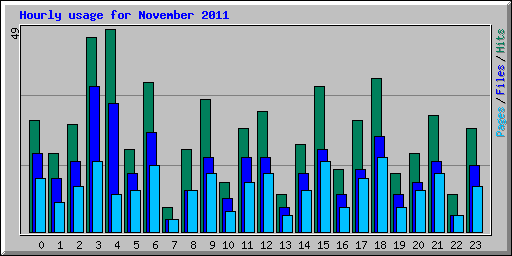 Hourly usage for November 2011
49
Pages / Files / Hits
0 1 2 3 4 5 6 7 8 9 10 11 12 13 14 15 16 17 18 19 20 21 22 23